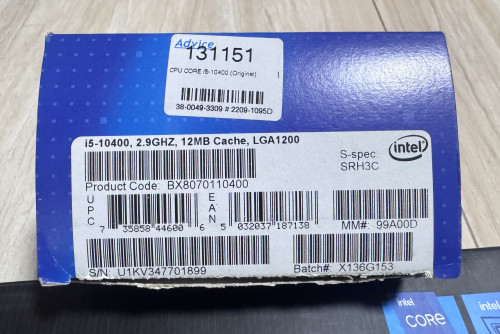 Advice
131151
CPU CORE i5-10400 (Original)
38-0049-3309 # 2209-1095D
i5-10400, 2.9GHZ, 12MB Cache, LGA1200
intel
S-spec:
SRH3C
Product Code: BX8070110400
UPC
EAN
7 35858 44600 6
5 032037 187138
MM#: 99A00D
S/N: U1KV347701899
Batch#: X136G153
intel
CORE
intel